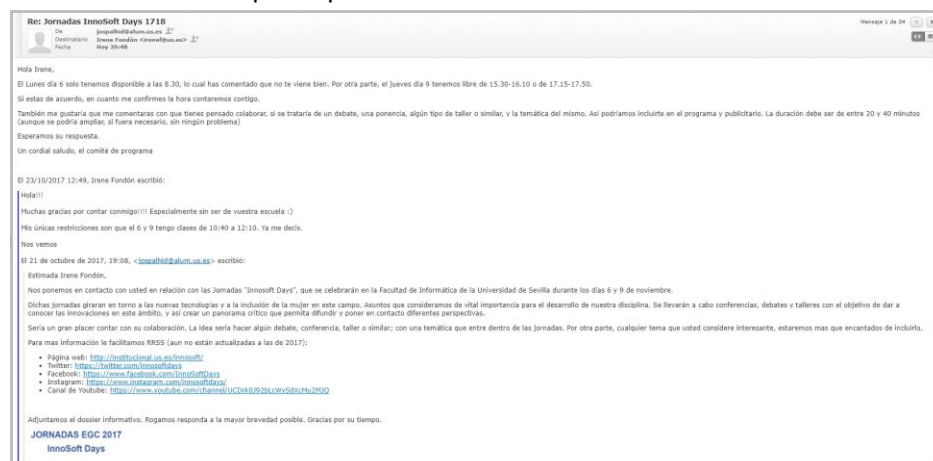 Re: Jornadas InnoSoft Days 1718
Mensaje 1 de 34
De jospalhid@alum.us.es
Destinatario Irene Fondón <irenef@us.es>
Fecha Hoy 20:48
Hola Irene,
El Lunes día 6 solo tenemos disponible a las 8.30, lo cual has comentado que no te viene bien. Por otra parte, el jueves día 9 tenemos libre de 15.30-16.10 o de 17.15-17.50.
Si estas de acuerdo, en cuanto me confirmes la hora contaremos contigo.
También me gustaría que me comentaras con que tienes pensado colaborar, si se trataría de un debate, una ponencia, algún tipo de taller o similar, y la temática del mismo. Así podríamos incluirte en el programa y publicitarlo. La duración debe ser de entre 20 y 40 minutos
(aunque se podría ampliar, si fuera necesario, sin ningún problema)
Esperamos su respuesta.
Un cordial saludo, el comité de programa
El 23/10/2017 12:49, Irene Fondón escribió:
Hola!!!
Muchas gracias por contar conmigo!!!! Especialmente sin ser de vuestra escuela :)
Mis únicas restricciones son que el 6 y 9 tengo clases de 10:40 a 12:10. Ya me decís.
Nos vemos
El 21 de octubre de 2017, 19:08, <jospalhid@alum.us.es> escribió:
Estimada Irene Fondón,
Nos ponemos en contacto con usted en relación con las Jornadas "Innosoft Days", que se celebrarán en la Facultad de Informática de la Universidad de Sevilla durante los días 6 y 9 de noviembre.
Dichas jornadas giraran en torno a las nuevas tecnologías y a la inclusión de la mujer en este campo. Asuntos que consideramos de vital importancia para el desarrollo de nuestra disciplina. Se llevarán a cabo conferencias, debates y talleres con el objetivo de dar a
conocer las innovaciones en este ámbito, y así crear un panorama crítico que permita difundir y poner en contacto diferentes perspectivas.
Sería un gran placer contar con su colaboración. La idea sería hacer algún debate, conferencia, taller o similar; con una temática que entre dentro de las jornadas. Por otra parte, cualquier tema que usted considere interesante, estaremos mas que encantados de incluirlo.
Para mas información le facilitamos RRSS (aun no están actualizadas a las de 2017):
• Página web: http://institucional.us.es/innosoft/
• Twitter: https://twitter.com/innosoftdays
• Facebook: https://www.facebook.com/InnoSoftDays
• Instagram: https://www.instagram.com/innosoftdays/
• Canal de Youtube:
Adjuntamos el dossier informativo. Rogamos responda a la mayor brevedad posible. Gracias por su tiempo.
JORNADAS EGC 2017
InnoSoft Days